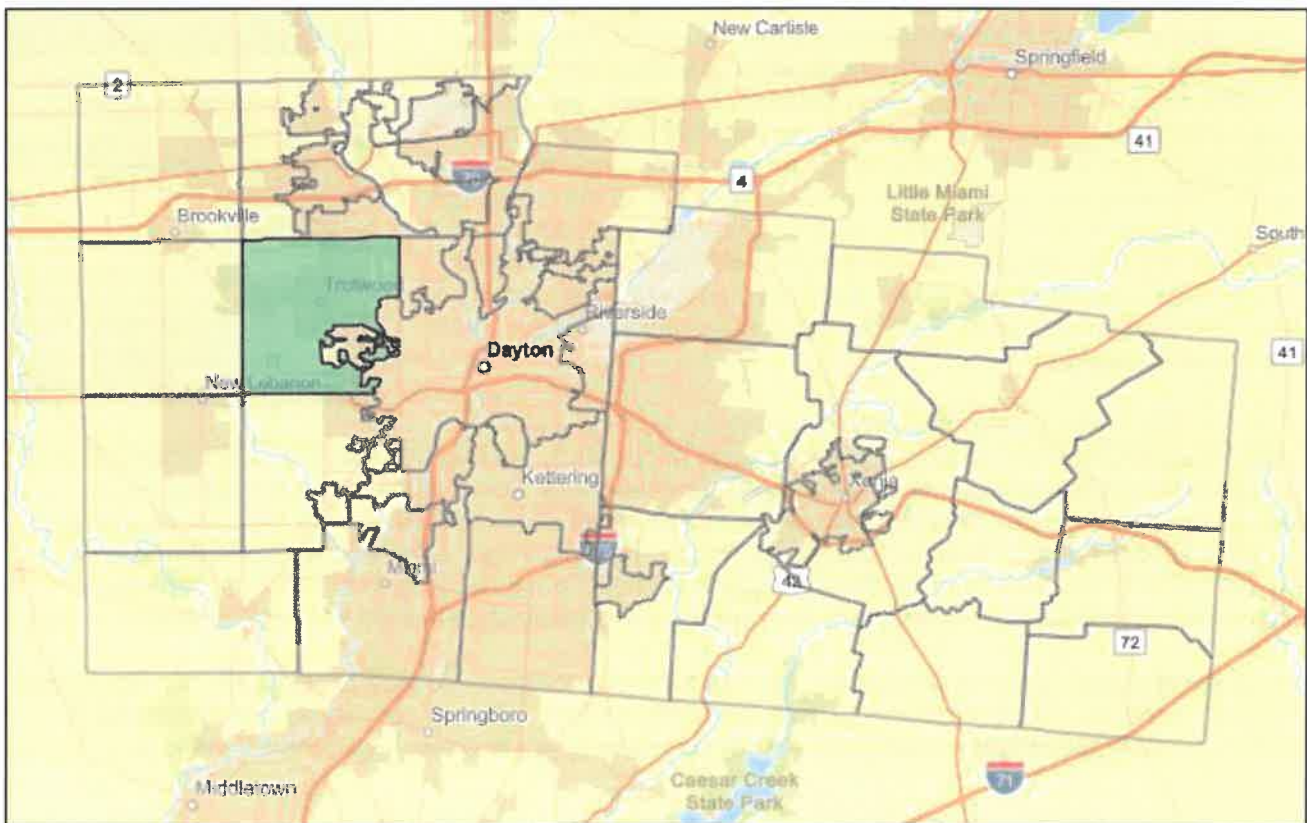 New Carlisle
Springfield
2
41
4
Little Miami
State Park
Brookville
South
Trotwood
Riverside
Dayton
41
New Lebanon
Kettering
Xenia
Miami
42
72
Springboro
Middletown
Caesar Creek
State Park
71